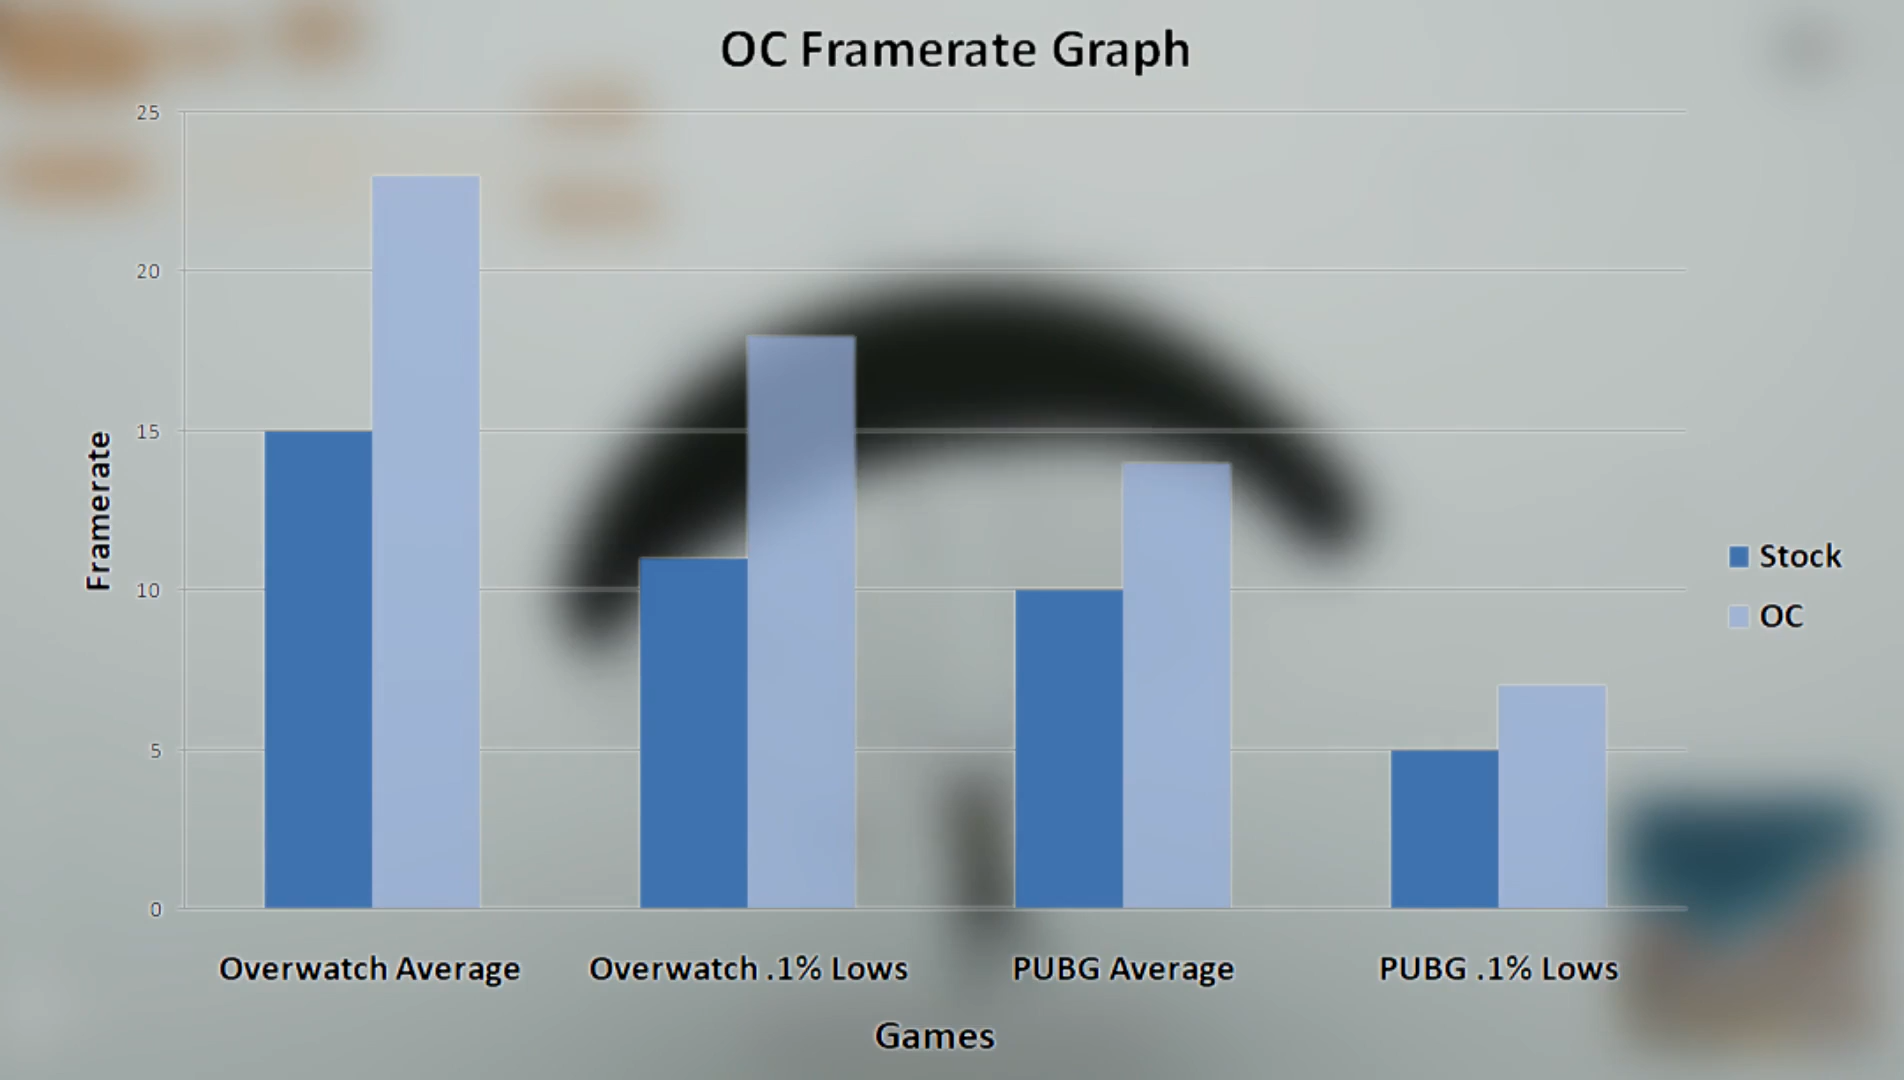 OC Framerate Graph
25
20
15
10
5
0
Framerate
Stock
OC
Overwatch Average
Overwatch .1% Lows
PUBG Average
PUBG .1% Lows
Games